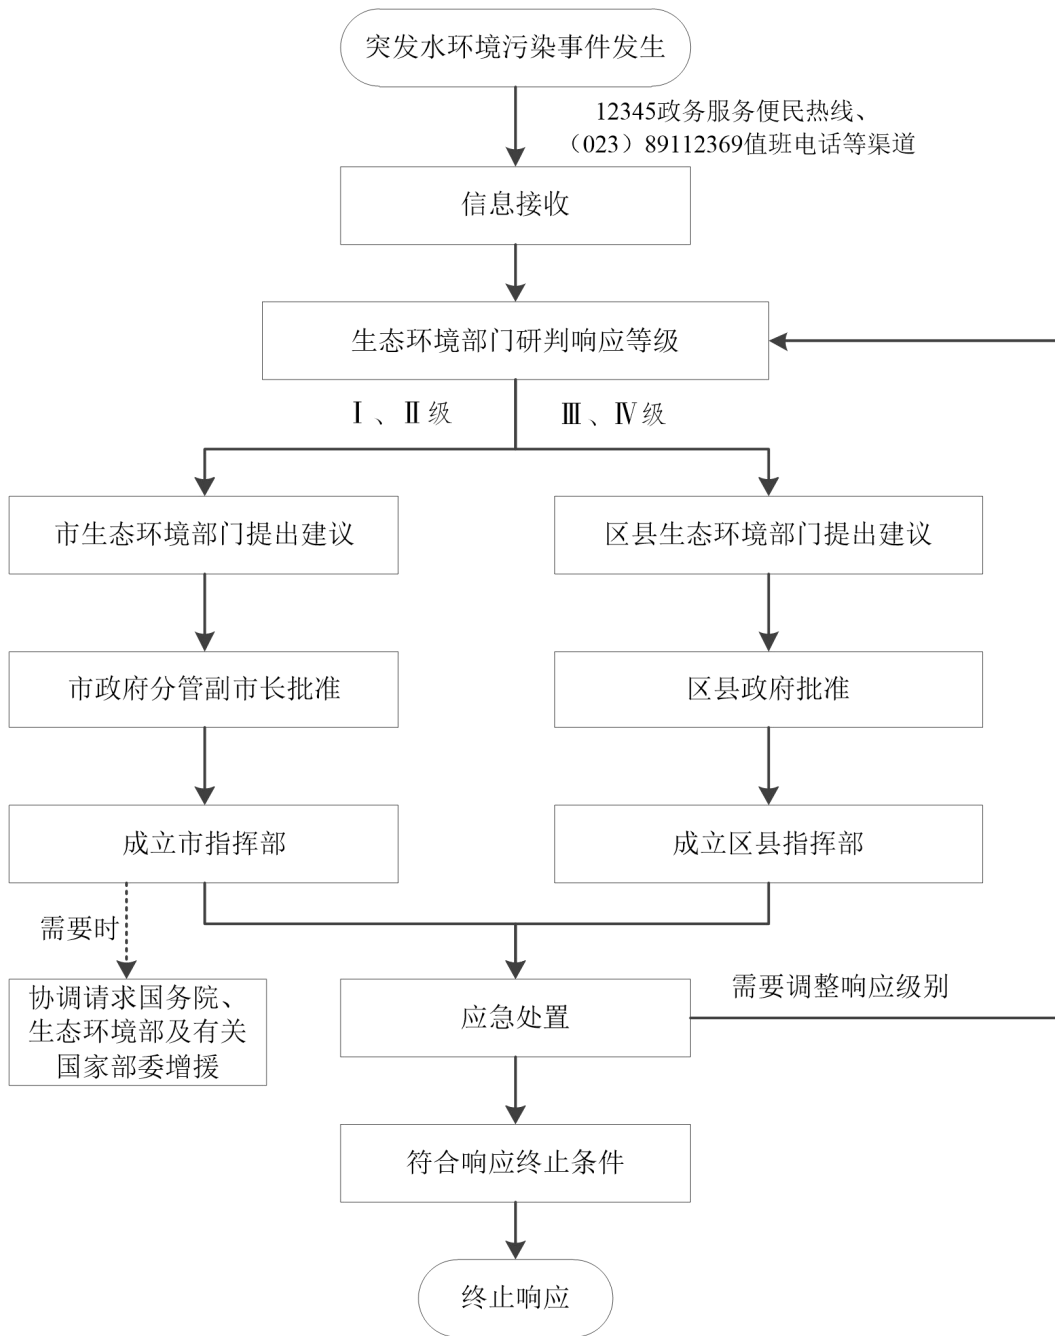 突发水环境污染事件发生
12345政务服务便民热线、
（023）89112369值班电话等渠道
信息接收
生态环境部门研判响应等级
Ⅰ、Ⅱ级
Ⅲ、Ⅳ级
市生态环境部门提出建议
区县生态环境部门提出建议
市政府分管副市长批准
区县政府批准
成立市指挥部
成立区县指挥部
需要时
协调请求国务院、
生态环境部及有关
国家部委增援
应急处置
需要调整响应级别
符合响应终止条件
终止响应